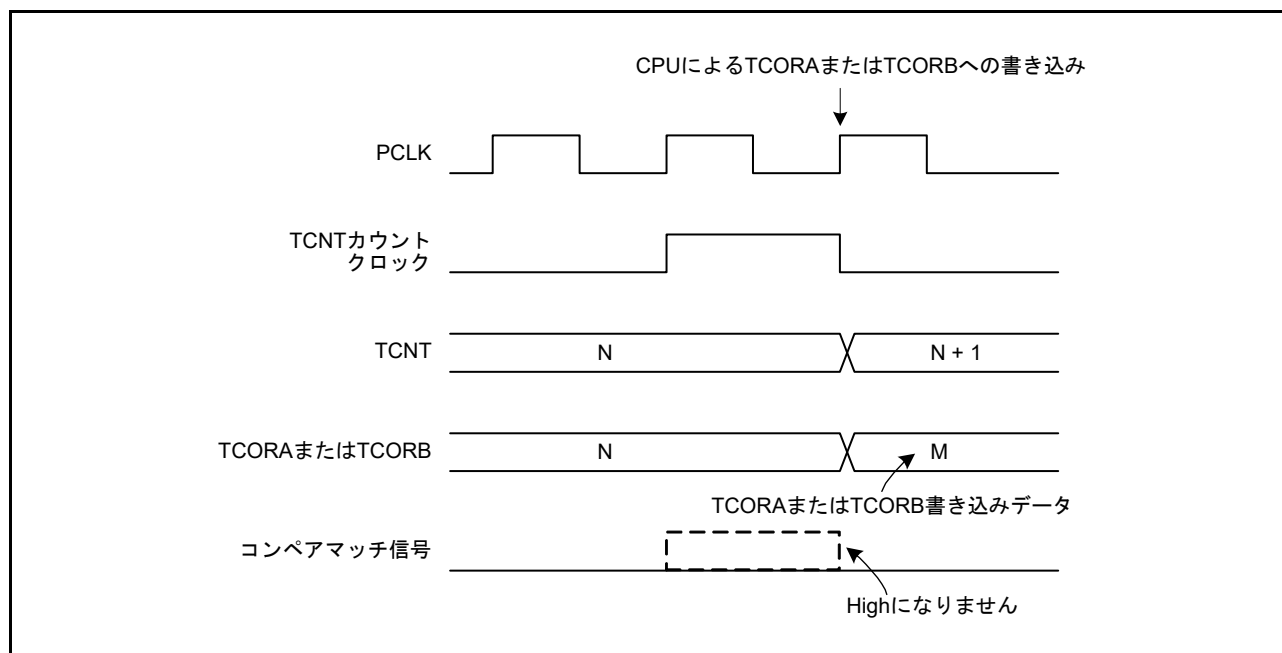 CPUによるTCORAまたはTCORBへの書き込み
PCLK
TCNTカウント
クロック
TCNT
N
N + 1
TCORAまたはTCORB
N
M
TCORAまたはTCORB書き込みデータ
コンペアマッチ信号
Highになりません